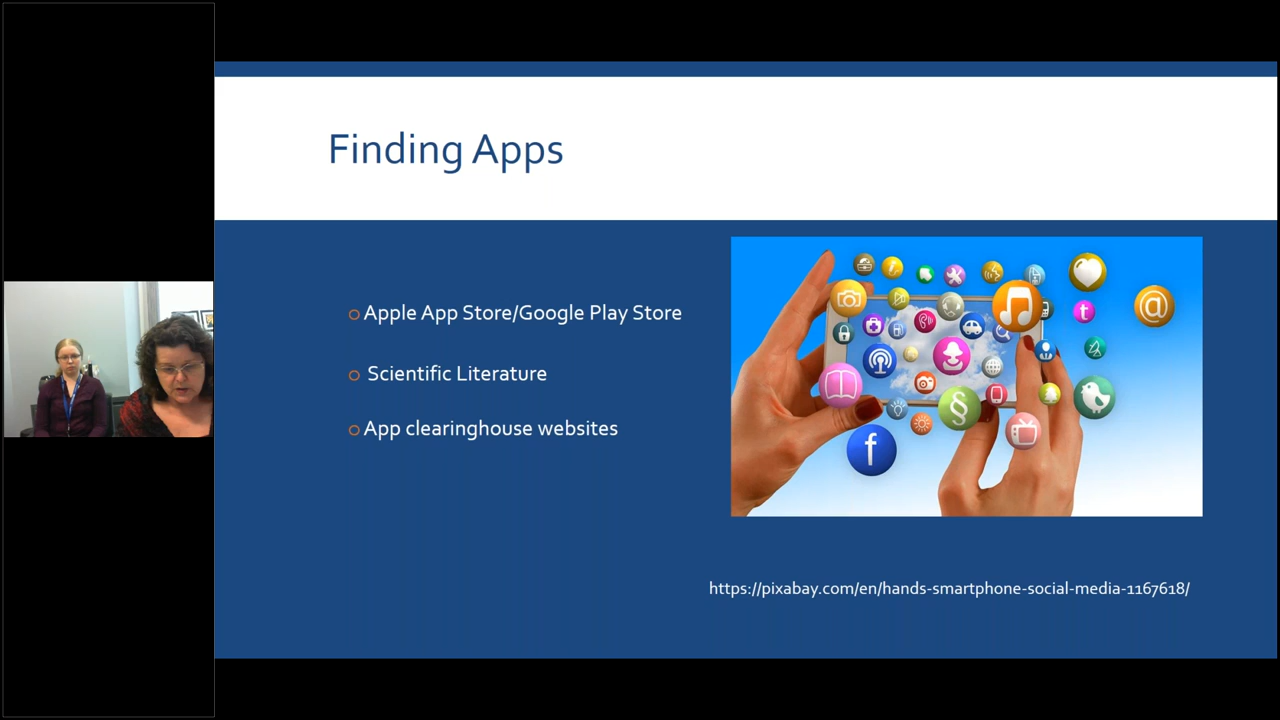 Finding Apps
Apple App Store/Google Play Store
Scientific Literature
App clearinghouse websites
f
t
@
§
https://pixabay.com/en/hands-smartphone-social-media-1167618/